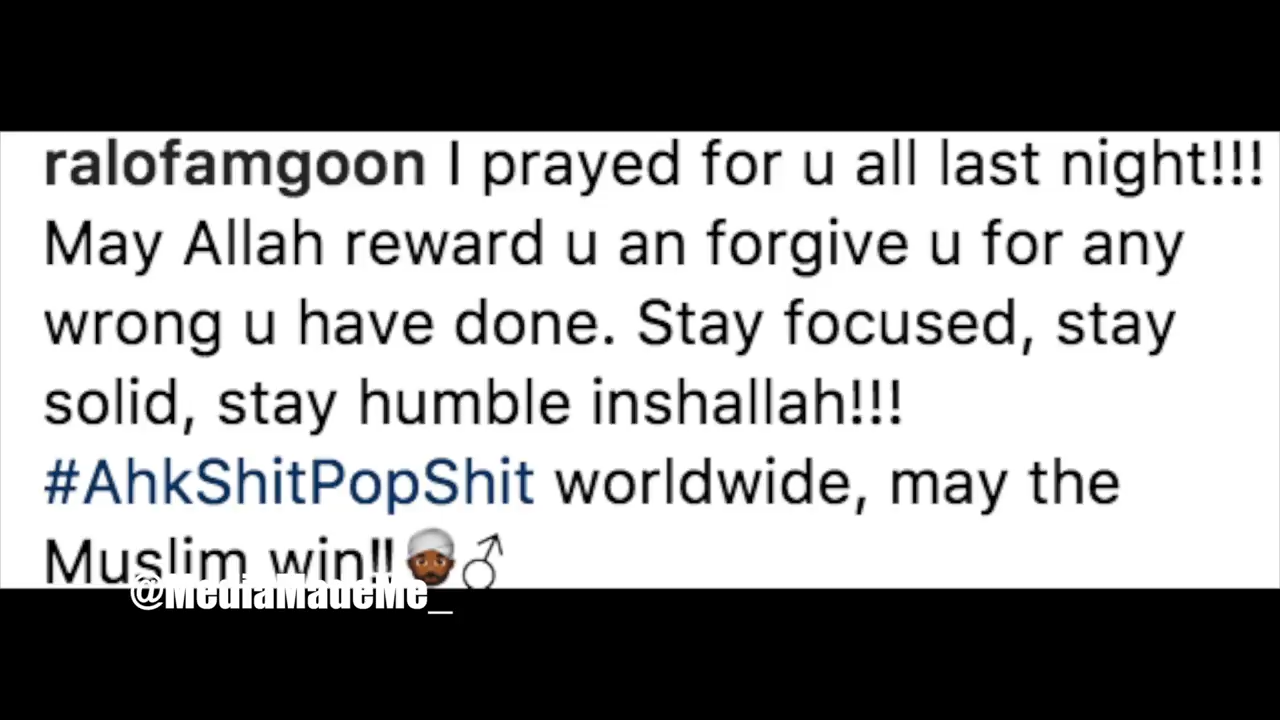 ralofamgoon I prayed for u all last night!!!
May Allah reward u an forgive u for any
wrong u have done. Stay focused, stay
solid, stay humble inshallah!!!
#AhkShitPopShit worldwide, may the
Muslim win!!👳🏾♂
@MediaMadeMe_